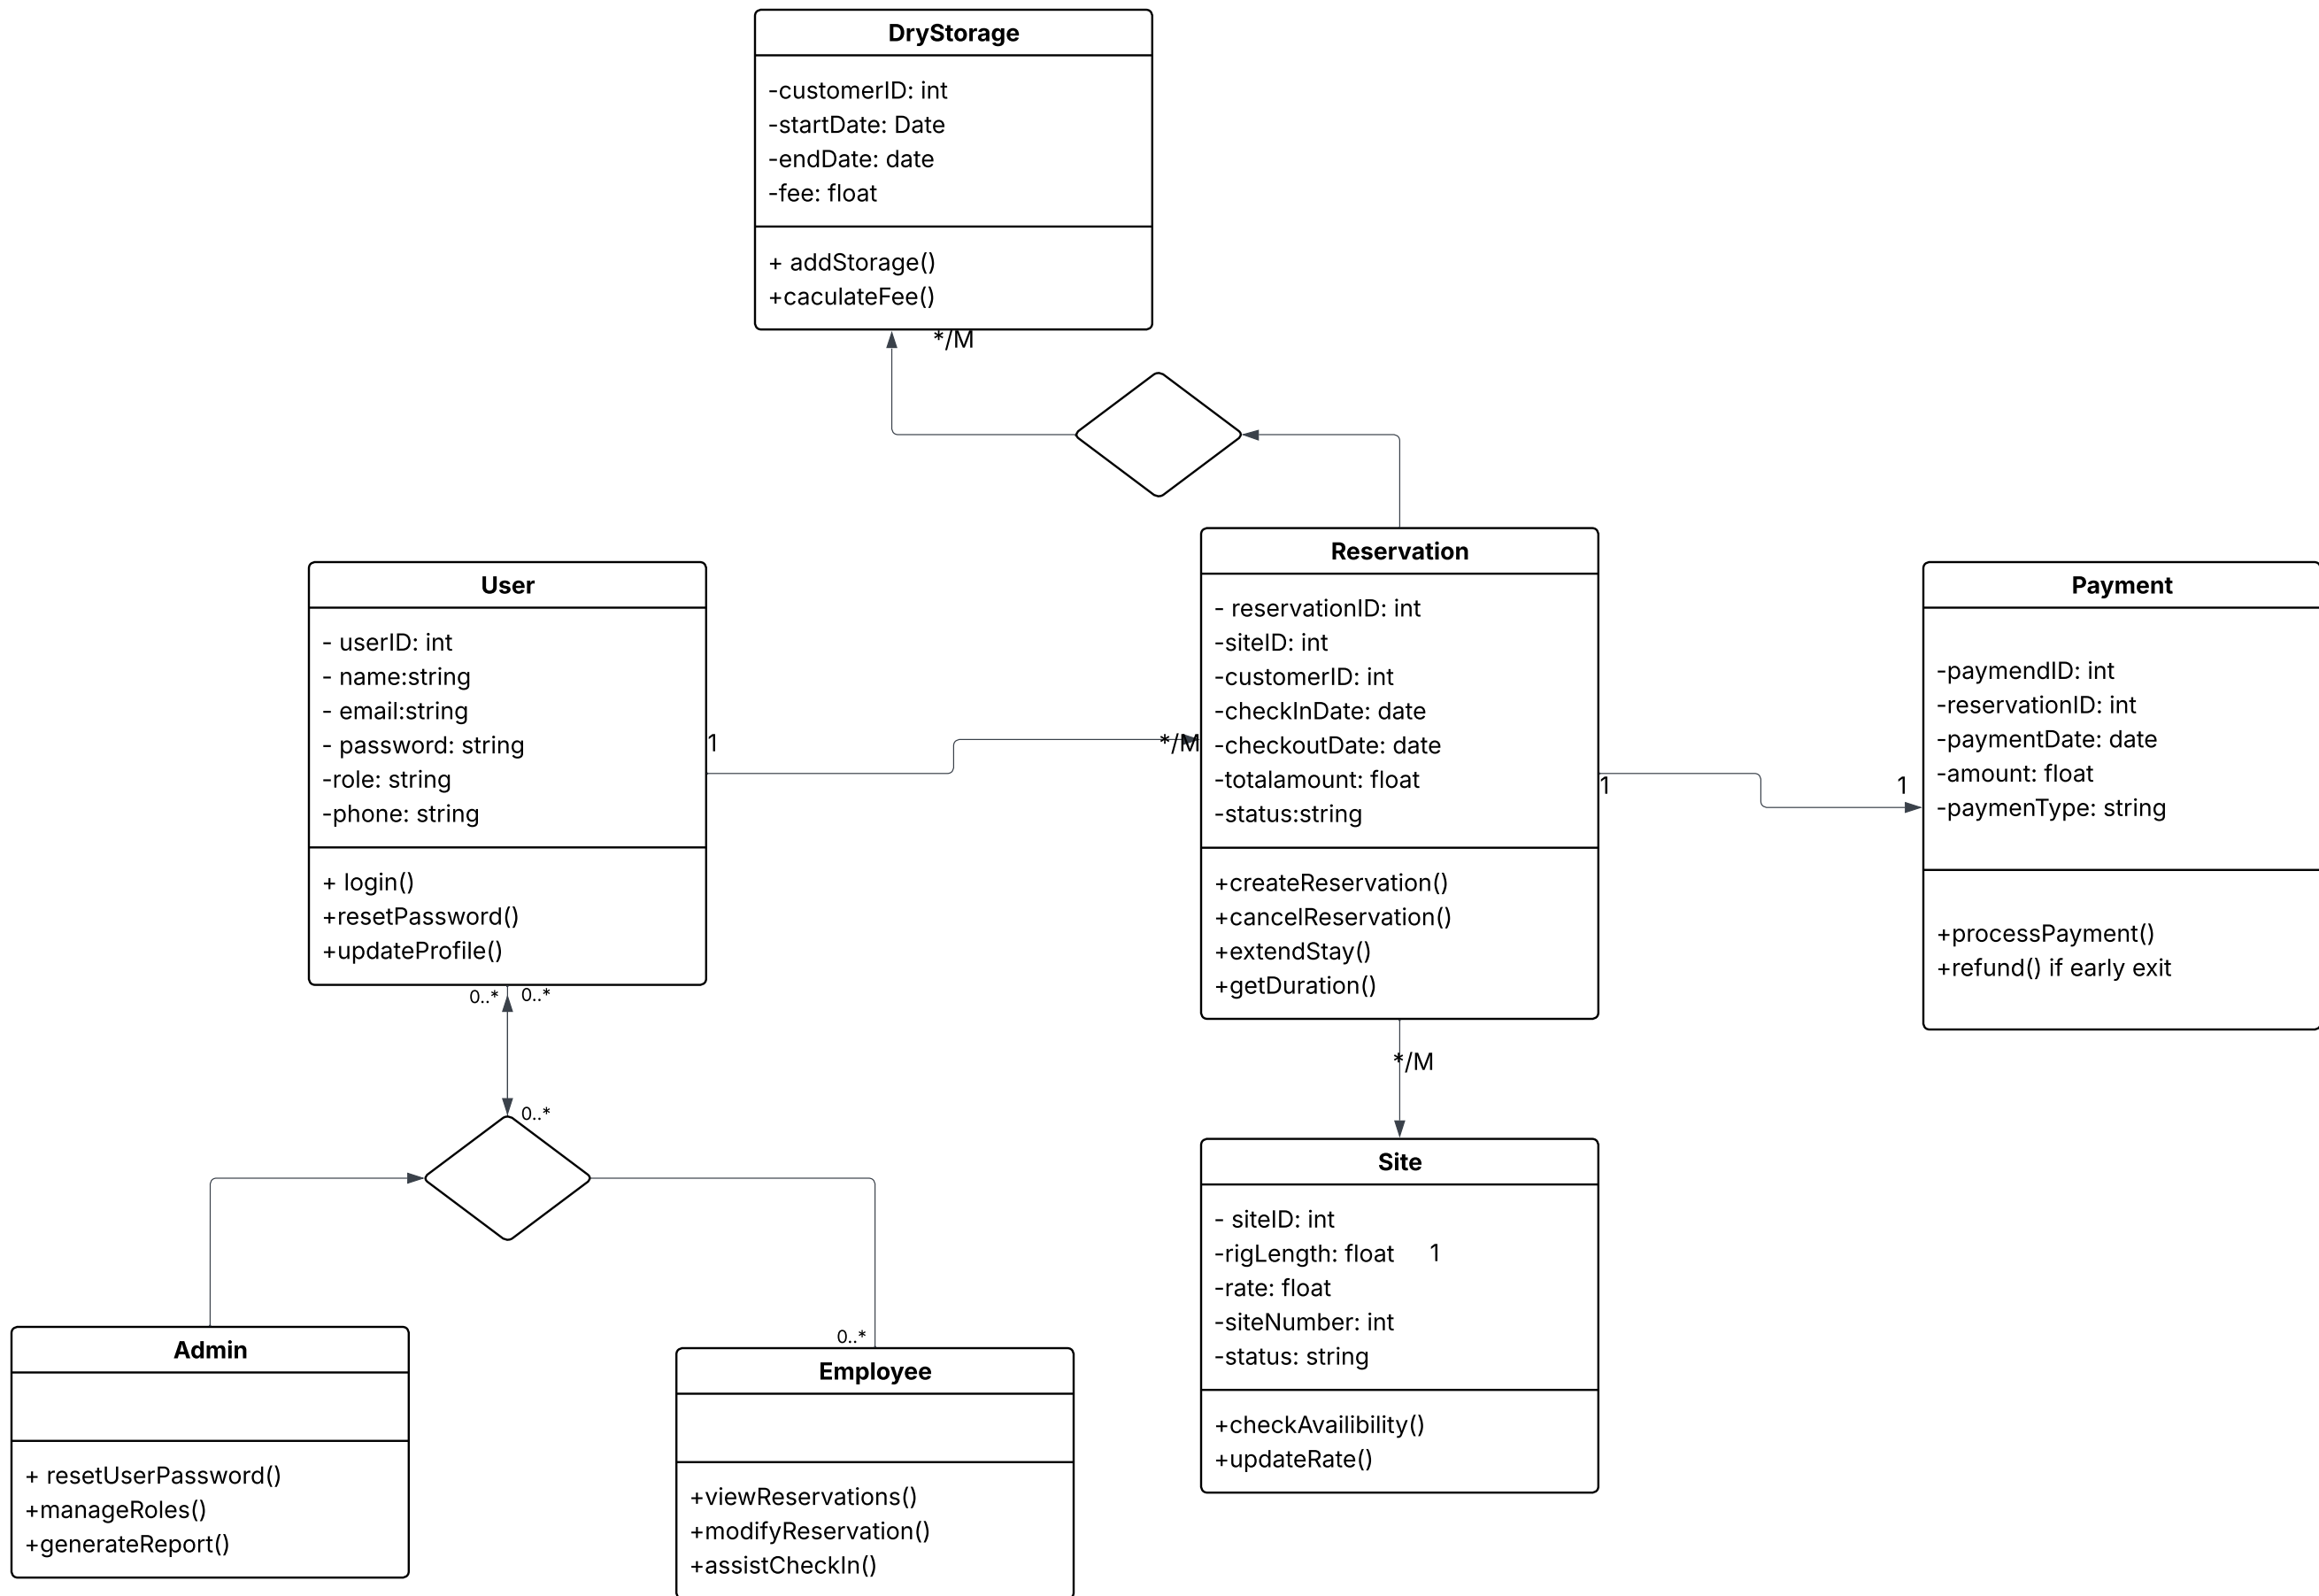 DryStorage
-customerID: int
-startDate: Date
-endDate: date
-fee: float
+ addStorage()
+caculateFee()
*/M
User
- userID: int
- name:string
- email:string
- password: string
-role: string
-phone: string
+ login()
+resetPassword()
+updateProfile()
1
*/M
Reservation
- reservationID: int
-siteID: int
-customerID: int
-checkInDate: date
-checkoutDate: date
-totalamount: float
-status:string
+createReservation()
+cancelReservation()
+extendStay()
+getDuration()
1
1
Payment
-paymendID: int
-reservationID: int
-paymentDate: date
-amount: float
-paymenType: string
+processPayment()
+refund() if early exit
0..*
0..*
0..*
*/M
Site
- siteID: int
-rigLength: float
1
-rate: float
-siteNumber: int
-status: string
+checkAvailibility()
+updateRate()
Admin
+ resetUserPassword()
+manageRoles()
+generateReport()
0..*
Employee
+viewReservations()
+modifyReservation()
+assistCheckIn()